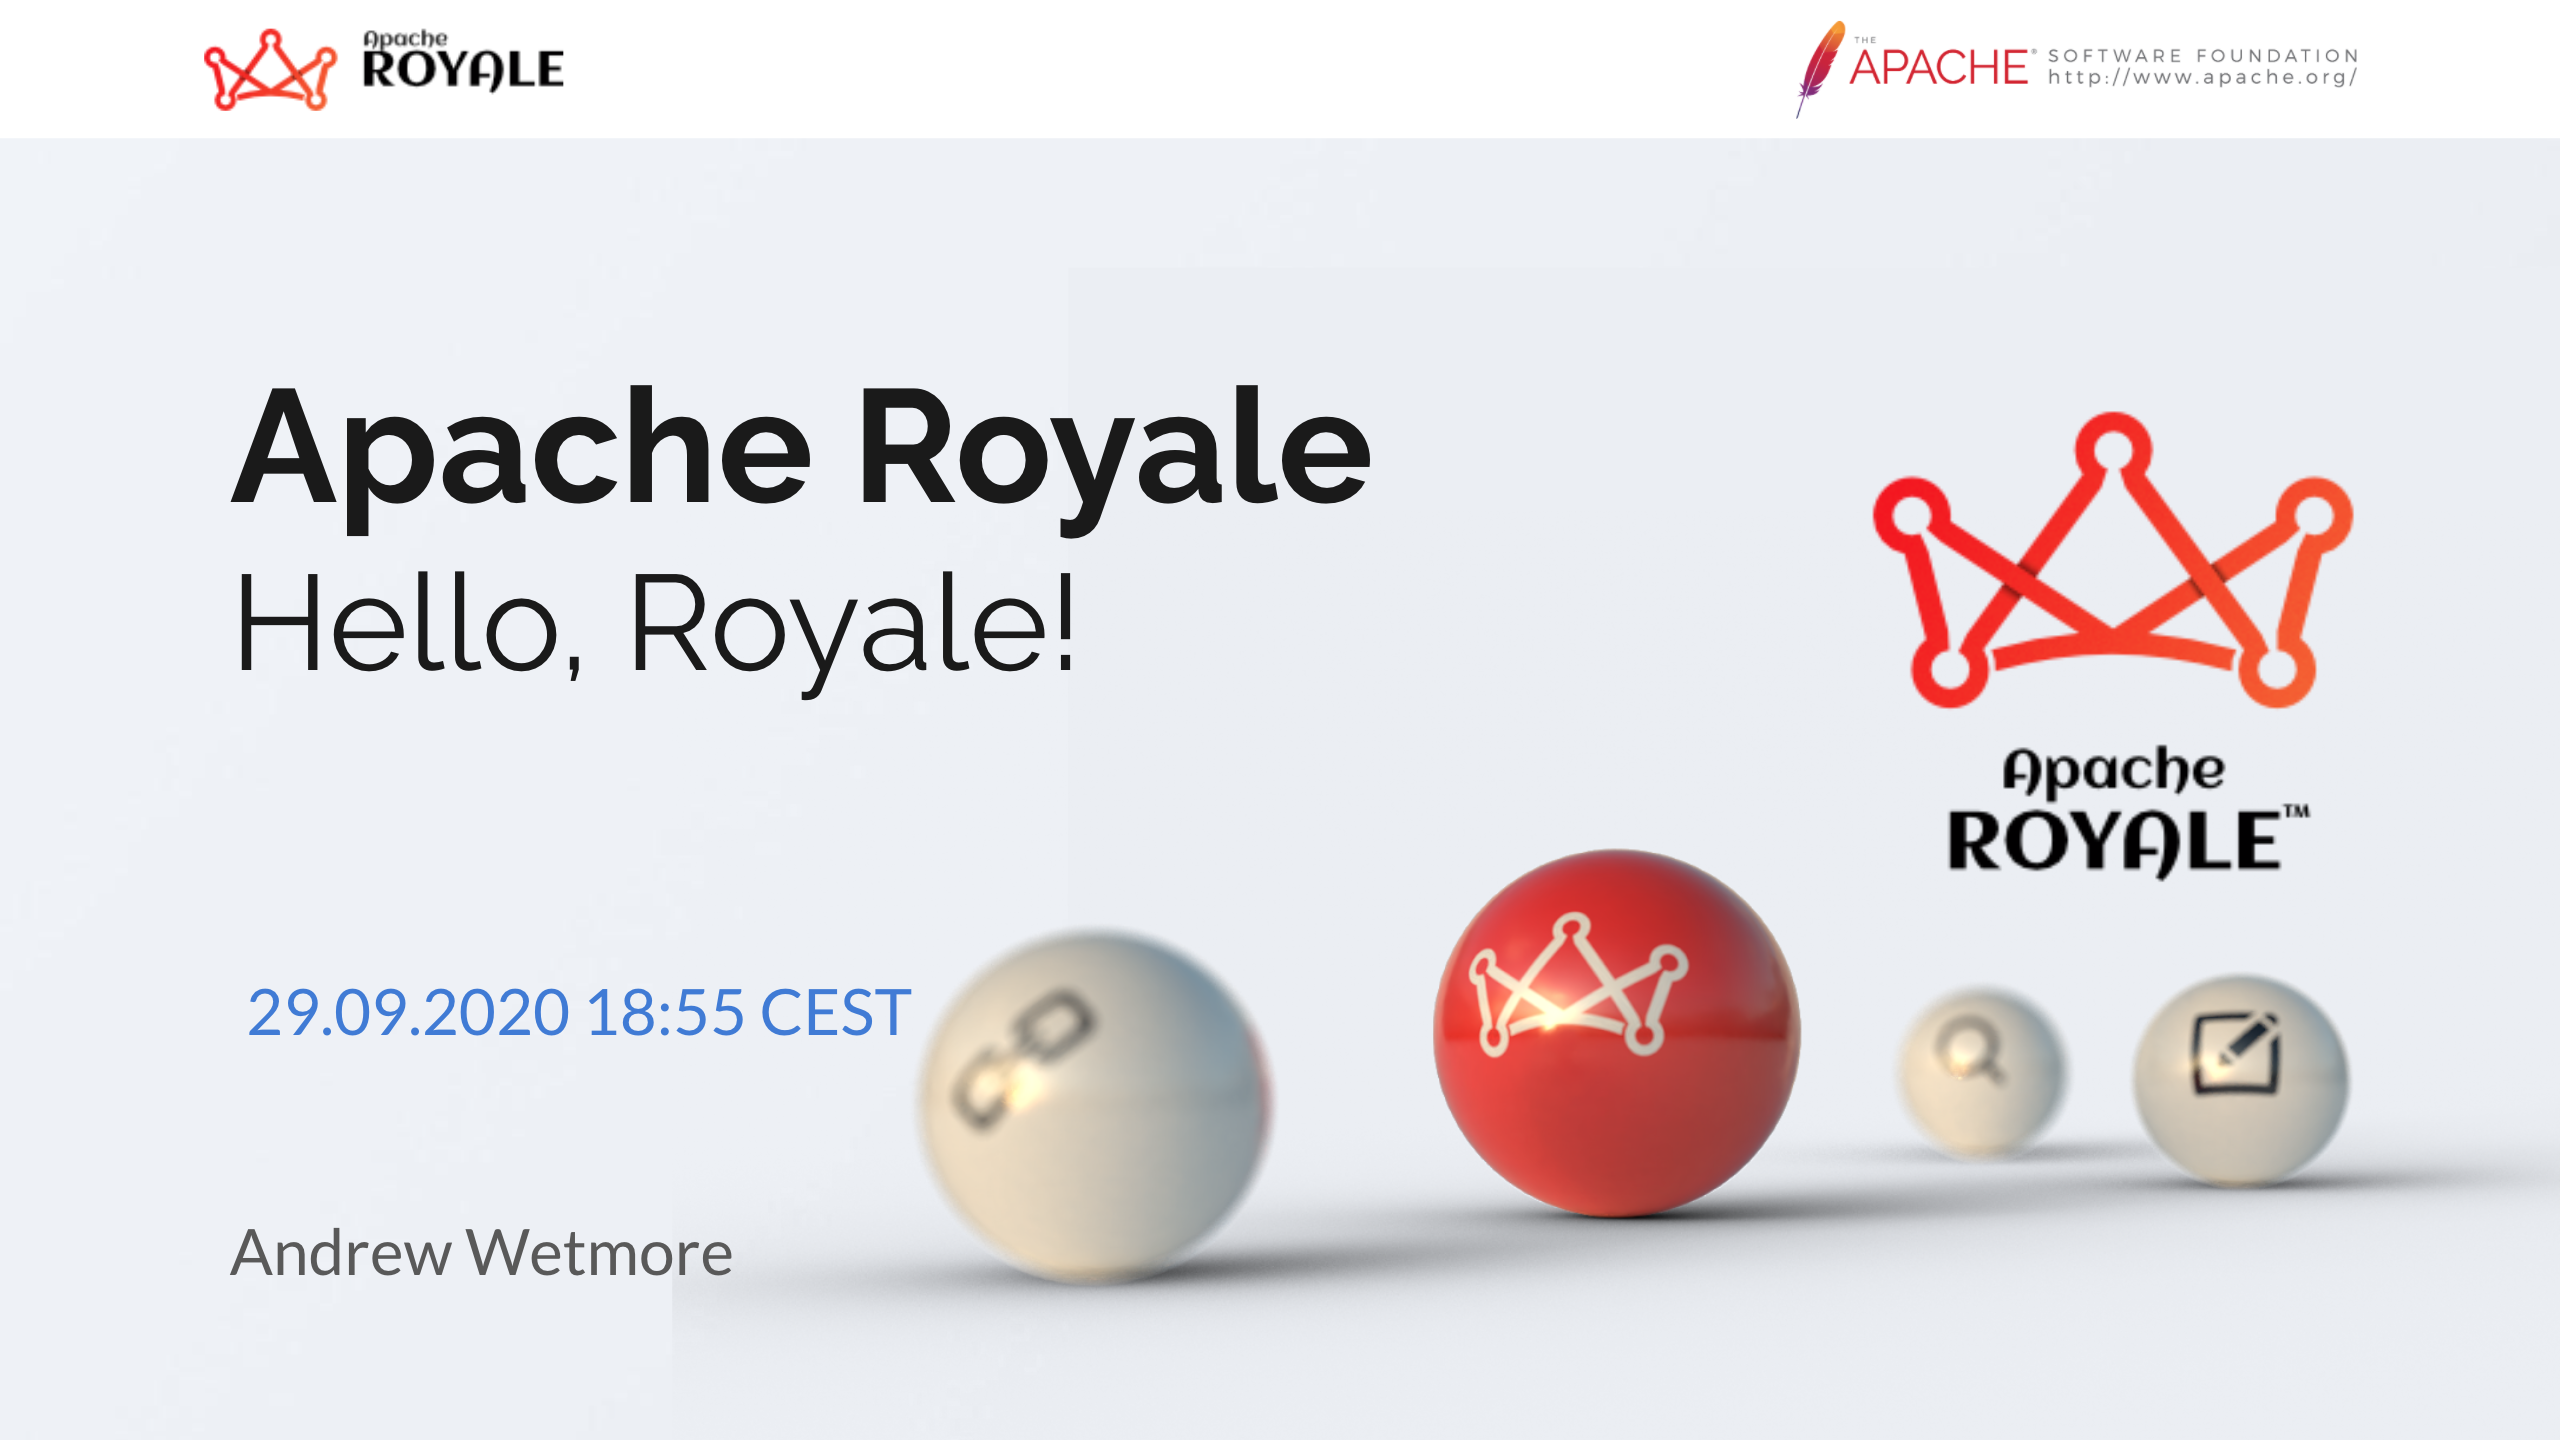 Apache
ROYALE
THE
APACHE® SOFTWARE FOUNDATION
http://www.apache.org/
Apache Royale
Hello, Royale!
Apache
ROYALE™
29.09.2020 18:55 CEST
Andrew Wetmore